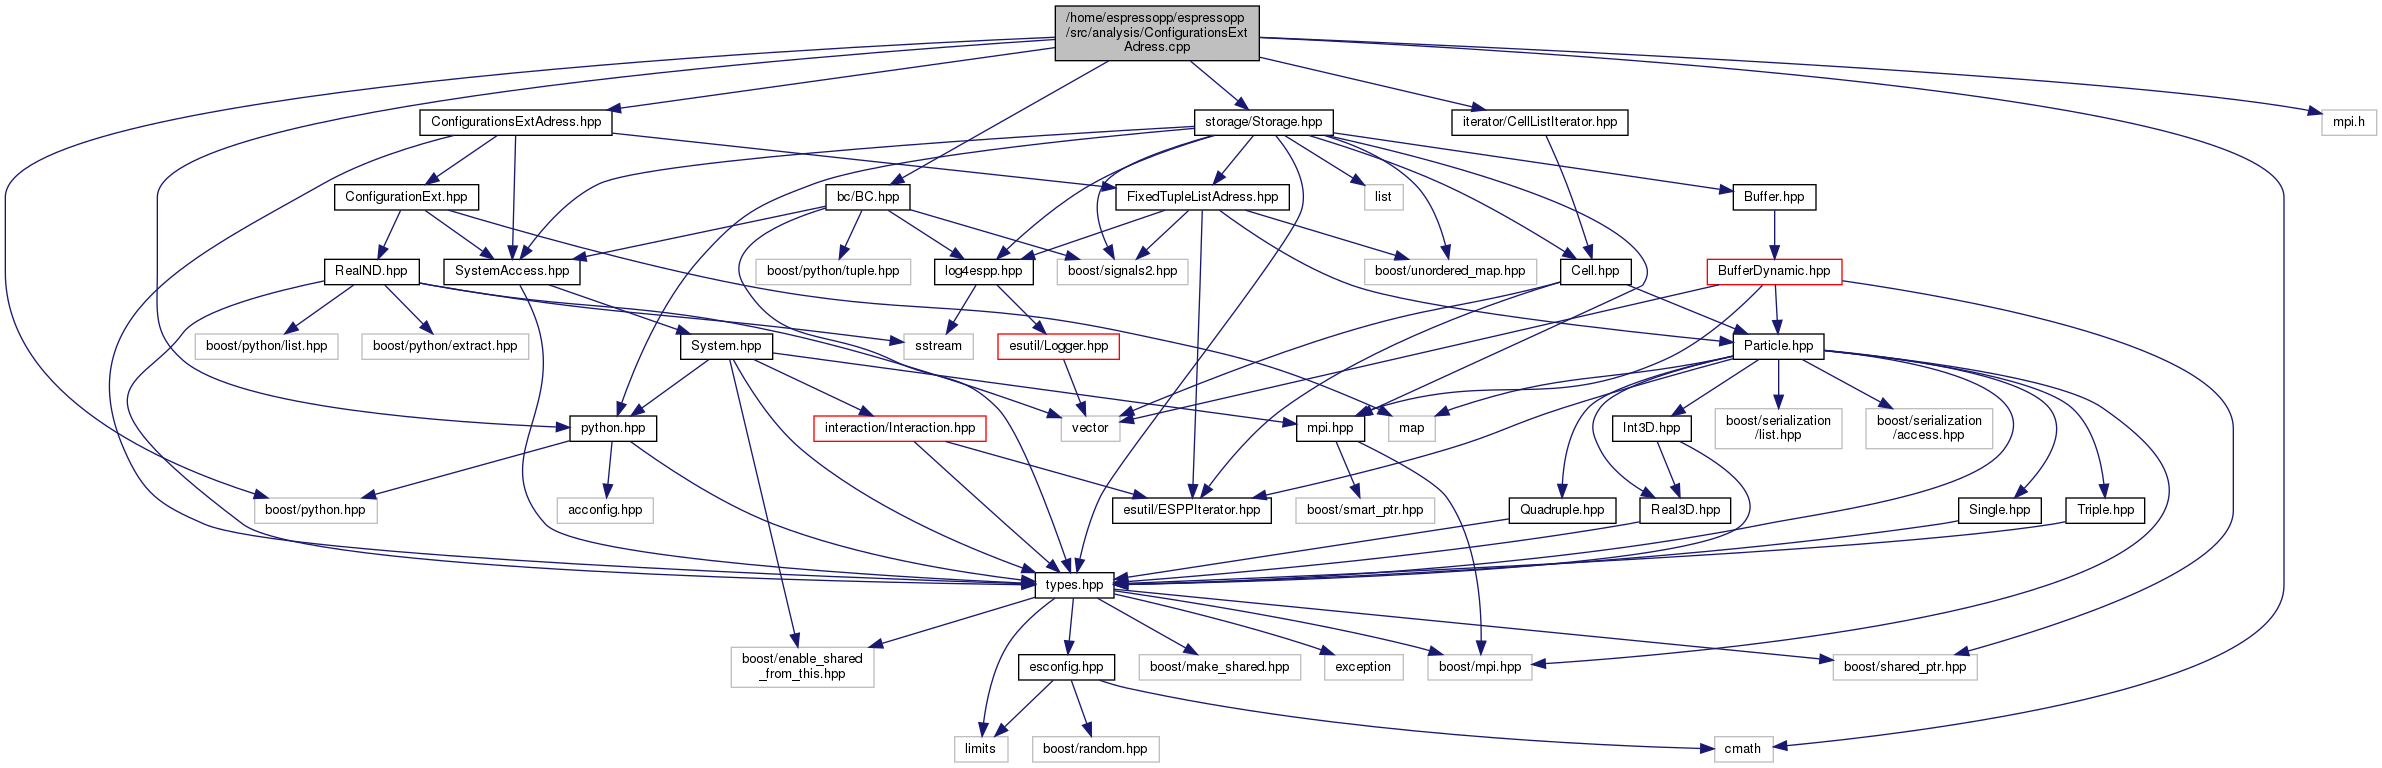 /home/espressopp/espressopp
/src/analysis/ConfigurationsExt
Adress.cpp
ConfigurationsExtAdress.hpp
storage/Storage.hpp
iterator/CellListIterator.hpp
mpi.h
ConfigurationExt.hpp
bc/BC.hpp
FixedTupleListAdress.hpp
list
Buffer.hpp
RealND.hpp
SystemAccess.hpp
boost/python/tuple.hpp
log4espp.hpp
boost/signals2.hpp
boost/unordered_map.hpp
Cell.hpp
BufferDynamic.hpp
boost/python/list.hpp
boost/python/extract.hpp
System.hpp
sstream
esutil/Logger.hpp
Particle.hpp
python.hpp
interaction/Interaction.hpp
vector
mpi.hpp
map
Int3D.hpp
boost/serialization
/list.hpp
boost/serialization
/access.hpp
boost/python.hpp
acconfig.hpp
esutil/ESPPIterator.hpp
boost/smart_ptr.hpp
Quadruple.hpp
Real3D.hpp
Single.hpp
Triple.hpp
types.hpp
boost/enable_shared
_from_this.hpp
esconfig.hpp
boost/make_shared.hpp
exception
boost/mpi.hpp
boost/shared_ptr.hpp
limits
boost/random.hpp
cmath